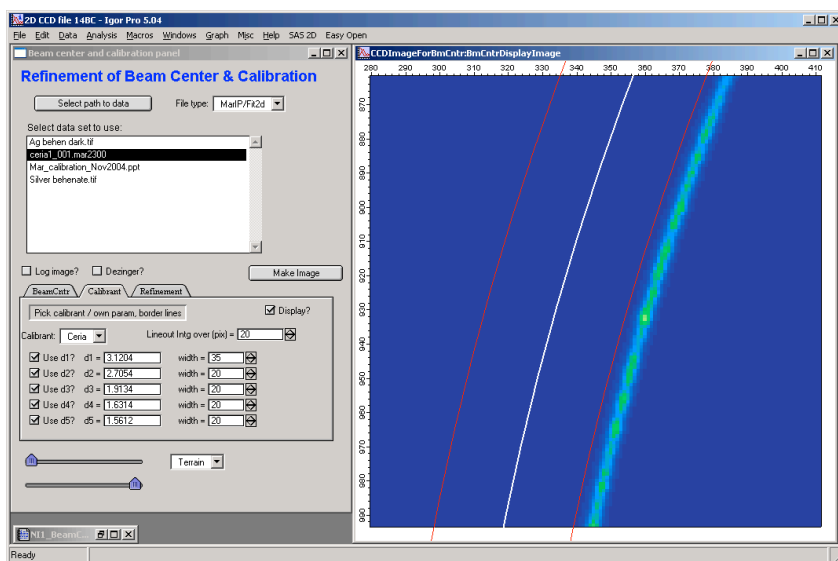 2D CCD file 14BC - Igor Pro 5.04
File Edit Data Analysis Macros Windows Graph Misc Help SAS 2D Easy Open
Beam center and calibration panel
Refinement of Beam Center & Calibration
Select path to data
File type: MarIP/Fit2d
Select data set to use:
Ag behen dark.tif
ceria1_001.mar2300
Mar_calibration_Nov2004.ppt
Silver behenate.tif
Log image? Dezinger?
Make Image
BeamCntr Calibrant Refinement
Pick calibrant / own param, border lines
Display?
Calibrant: Ceria
Lineout Intg over (pix) = 20
Use d1? d1 = 3.1204 width = 35
Use d2? d2 = 2.7054 width = 20
Use d3? d3 = 1.9134 width = 20
Use d4? d4 = 1.6314 width = 20
Use d5? d5 = 1.5612 width = 20
Terrain
NI1_BeamC...
Ready
CCDImageForBmCntr:BmCntrDisplayImage
280 290 300 310 320 330 340 350 360 370 380 390 400 410
870
880
890
900
910
920
930
940
950
960
970
980
990